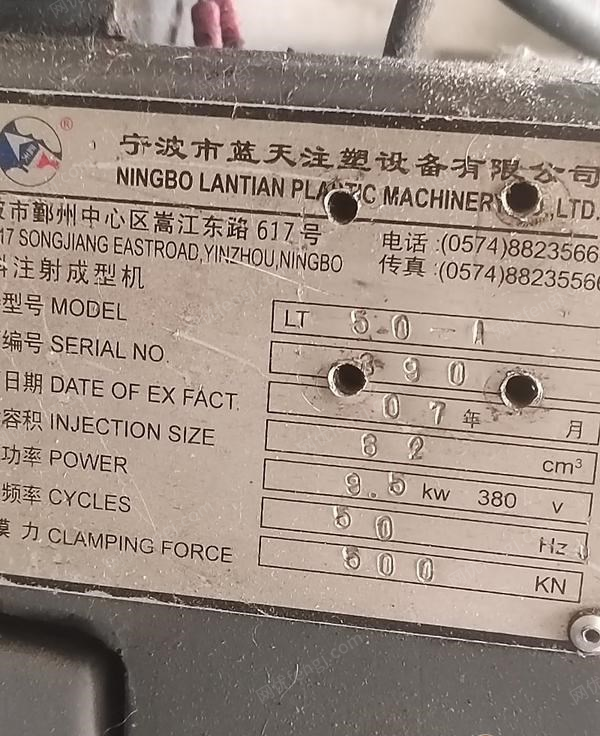 宁波市蓝天注塑设备有限公司
NINGBO LANTIAN PLASTIC MACHINERY LTD.
波市鄞州中心区嵩江东路 617号
17 SONGJIANG EASTROAD,YINZHOU,NINGBO
电话:(0574)8823566
传真:(0574)8823556
料注射成型机
型号 MODEL LT 50-1
编号 SERIAL NO. 390
日期 DATE OF EX FACT. 07 年 月
容积 INJECTION SIZE 62 cm³
功率 POWER 9.5 kw 380 v
频率 CYCLES 50 Hz
模 力 CLAMPING FORCE 500 KN